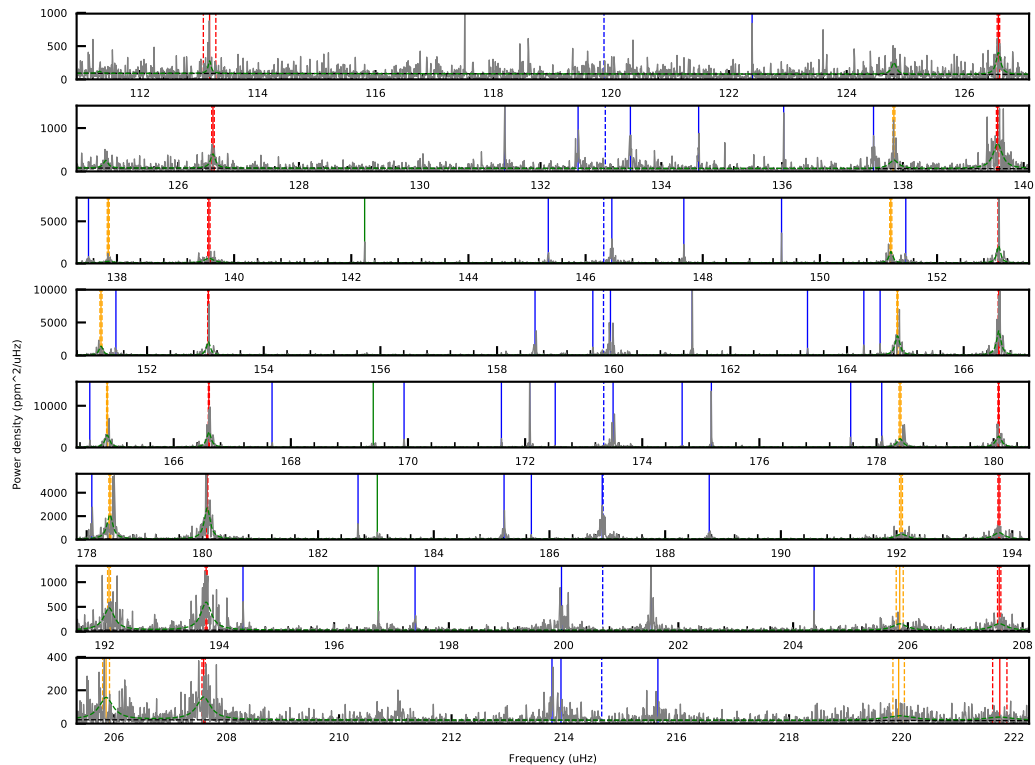 1000
500
0
112 114 116 118 120 122 124 126
1000
0
126 128 130 132 134 136 138 140
5000
0
138 140 142 144 146 148 150 152
10000
5000
0
152 154 156 158 160 162 164 166
10000
0
166 168 170 172 174 176 178 180
4000
2000
0
178 180 182 184 186 188 190 192 194
1000
500
0
192 194 196 198 200 202 204 206 208
400
200
0
206 208 210 212 214 216 218 220 222
Power density (ppm^2/uHz)
Frequency (uHz)